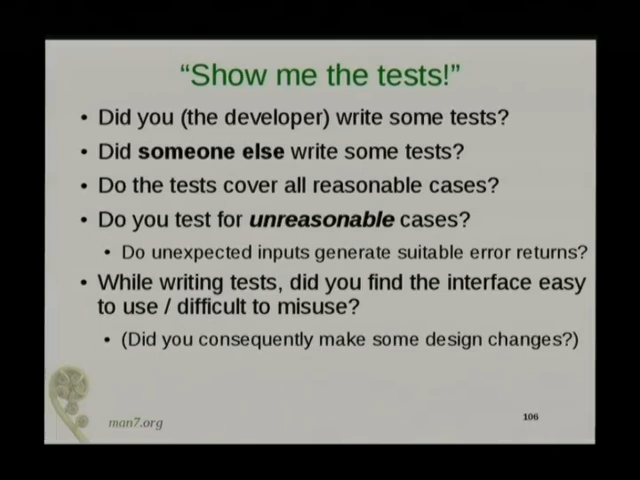 “Show me the tests!”
• Did you (the developer) write some tests?
• Did someone else write some tests?
• Do the tests cover all reasonable cases?
• Do you test for unreasonable cases?
• Do unexpected inputs generate suitable error returns?
• While writing tests, did you find the interface easy
to use / difficult to misuse?
• (Did you consequently make some design changes?)
man7.org
106